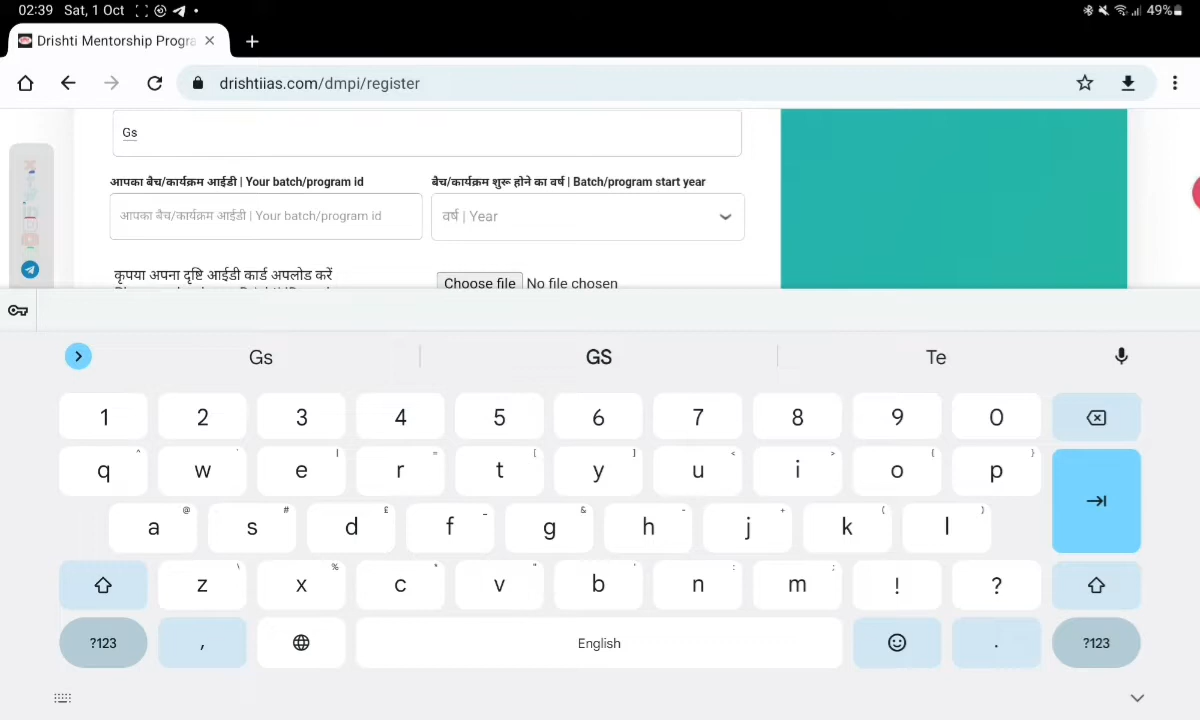 02:39 Sat, 1 Oct
49%
Drishti Mentorship Progra
drishtiias.com/dmpi/register
Gs
आपका बैच/कार्यक्रम आईडी | Your batch/program id
बैच/कार्यक्रम शुरू होने का वर्ष | Batch/program start year
आपका बैच/कार्यक्रम आईडी | Your batch/program id
वर्ष | Year
कृपया अपना दृष्टि आईडी कार्ड अपलोड करें
Choose file No file chosen
Gs GS Te
1 2 3 4 5 6 7 8 9 0
^ ` | = [ ] < > { }
q w e r t y u i o p
@ # £ _ & - + ( )
a s d f g h j k l
\ % * " ' : ;
z x c v b n m ! ?
?123 , English . ?123